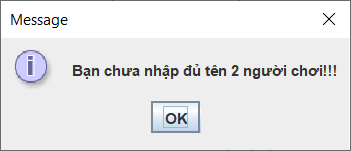 Message
Bạn chưa nhập đủ tên 2 người chơi!!!
OK